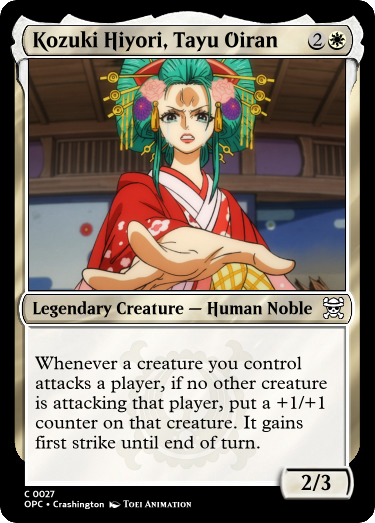 Kozuki Hiyori, Tayu Oiran 2
Legendary Creature — Human Noble
Whenever a creature you control
attacks a player, if no other creature
is attacking that player, put a +1/+1
counter on that creature. It gains
first strike until end of turn.
2/3
C 0027
OPC • Crashington Toei Animation